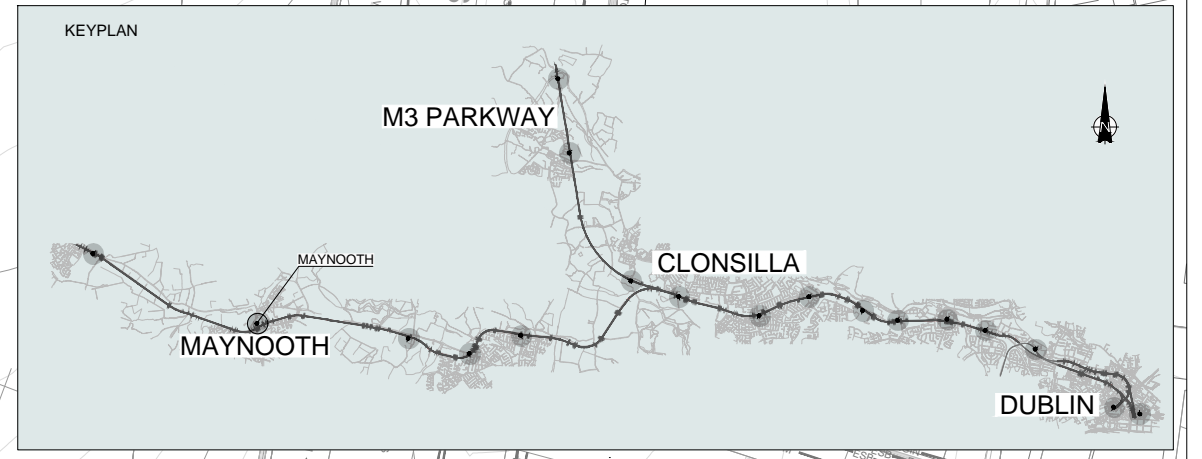 KEYPLAN
M3 PARKWAY
N
CLONSILLA
MAYNOOTH
MAYNOOTH
DUBLIN